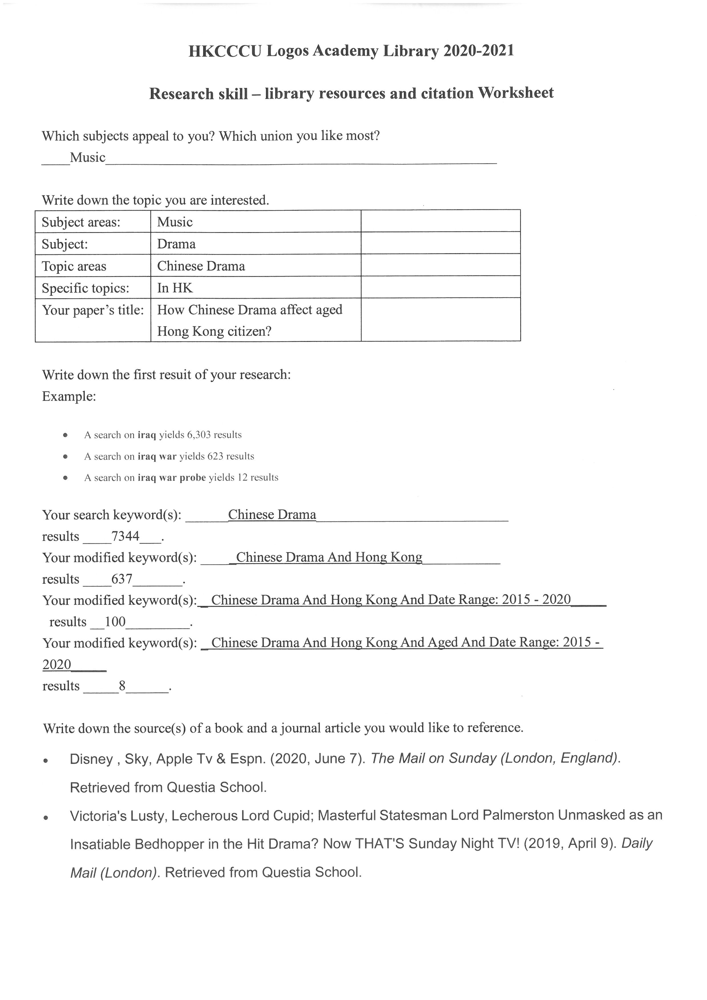 HKCCCU Logos Academy Library 2020-2021
Research skill – library resources and citation Worksheet
Which subjects appeal to you? Which union you like most?
____Music____
Write down the topic you are interested.
Subject areas: Music
Subject: Drama
Topic areas Chinese Drama
Specific topics: In HK
Your paper's title: How Chinese Drama affect aged
Hong Kong citizen?
Write down the first resuit of your research:
Example:
• A search on iraq yields 6,303 results
• A search on iraq war yields 623 results
• A search on iraq war probe yields 12 results
Your search keyword(s): ______Chinese Drama____
results ____7344___.
Your modified keyword(s): _____Chinese Drama And Hong Kong____
results ____637_______.
Your modified keyword(s):__Chinese Drama And Hong Kong And Date Range: 2015 - 2020_____
results __100_________.
Your modified keyword(s): __Chinese Drama And Hong Kong And Aged And Date Range: 2015 -
2020_____
results _____8______.
Write down the source(s) of a book and a journal article you would like to reference.
• Disney , Sky, Apple Tv & Espn. (2020, June 7). The Mail on Sunday (London, England).
Retrieved from Questia School.
• Victoria's Lusty, Lecherous Lord Cupid; Masterful Statesman Lord Palmerston Unmasked as an
Insatiable Bedhopper in the Hit Drama? Now THAT'S Sunday Night TV! (2019, April 9). Daily
Mail (London). Retrieved from Questia School.